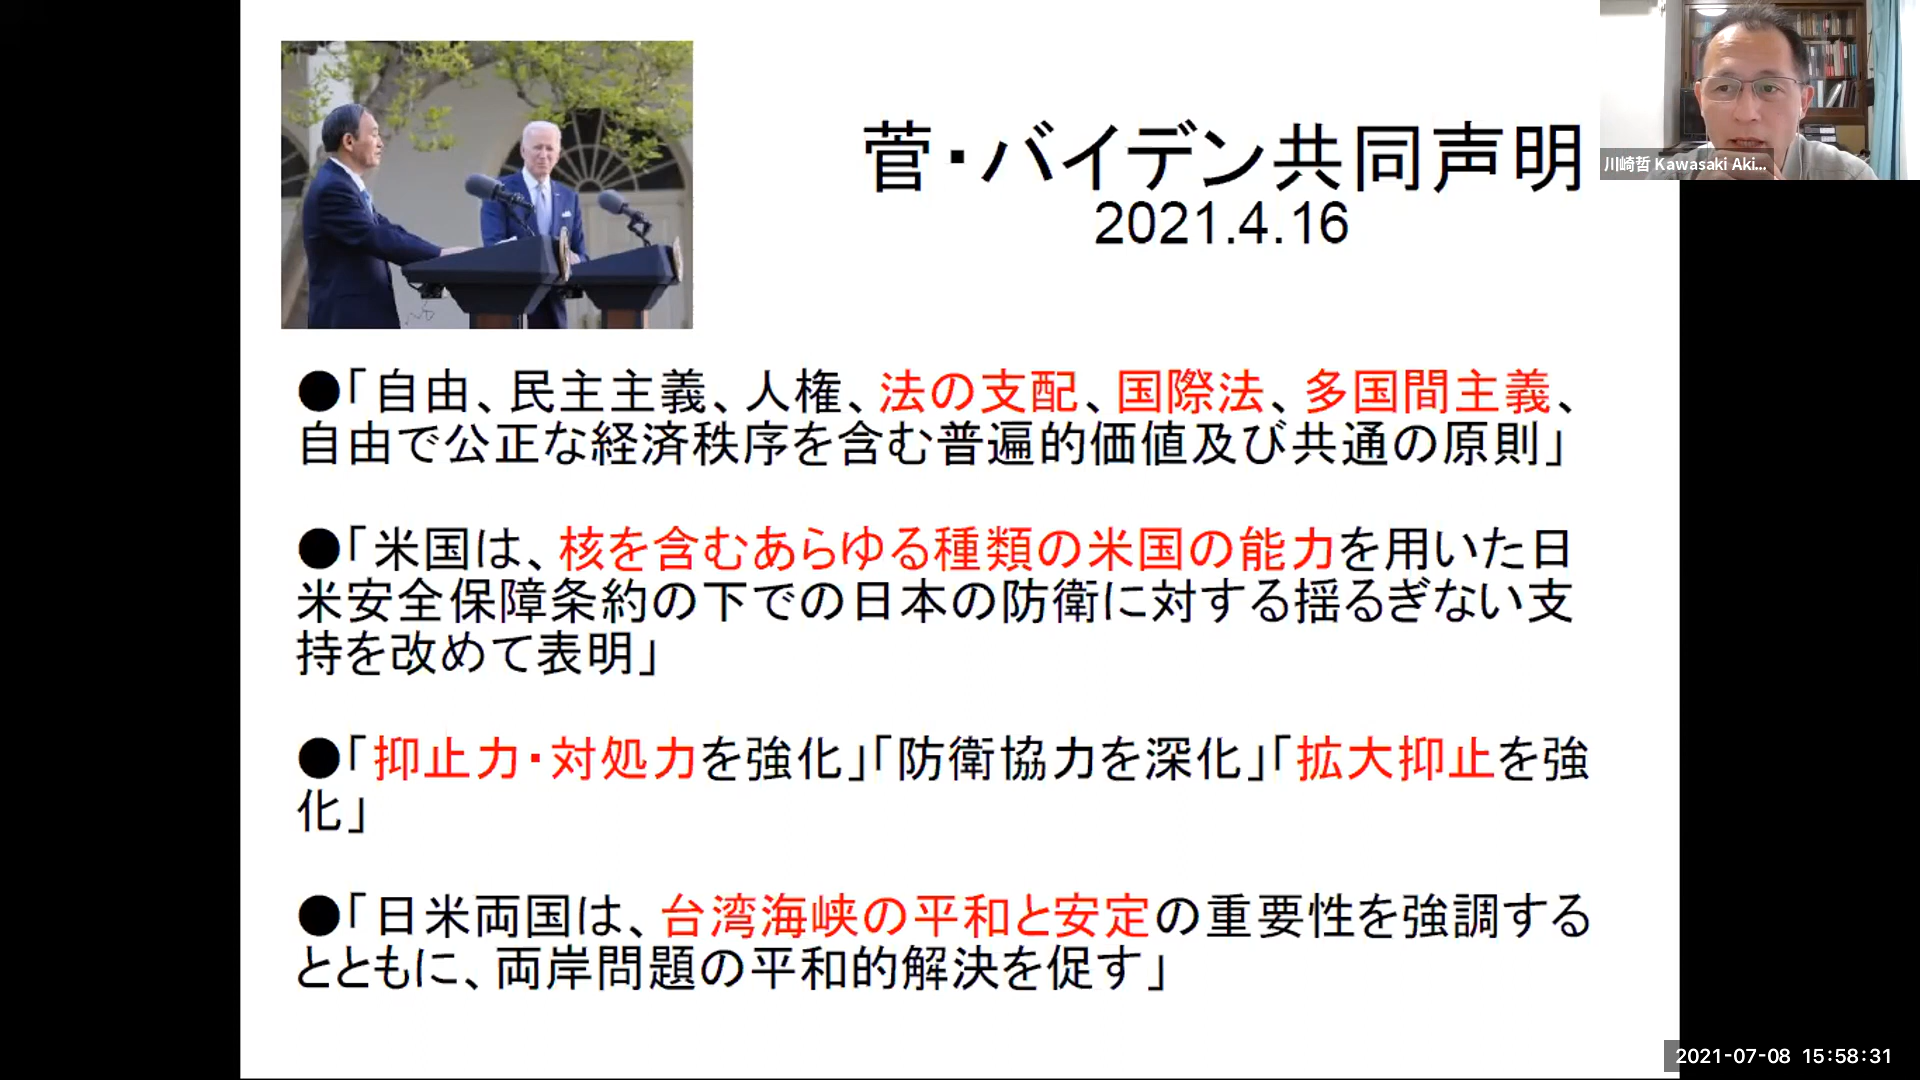 菅・バイデン共同声明
2021.4.16
川崎哲 Kawasaki Aki...
●「自由、民主主義、人権、法の支配、国際法、多国間主義、
自由で公正な経済秩序を含む普遍的価値及び共通の原則」
●「米国は、核を含むあらゆる種類の米国の能力を用いた日
米安全保障条約の下での日本の防衛に対する揺るぎない支
持を改めて表明」
●「抑止力・対処力を強化」「防衛協力を深化」「拡大抑止を強
化」
●「日米両国は、台湾海峡の平和と安定の重要性を強調する
とともに、両岸問題の平和的解決を促す」
2021-07-08 15:58:31